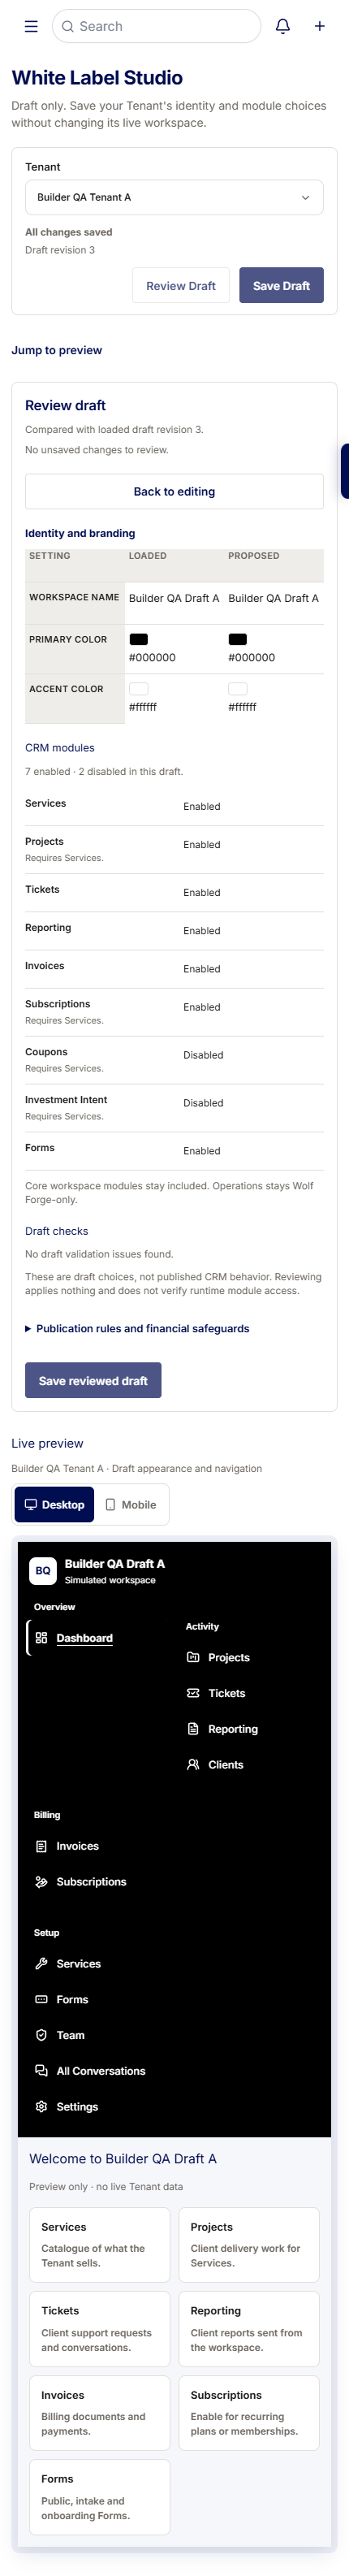 Search
White Label Studio
Draft only. Save your Tenant's identity and module choices
without changing its live workspace.
Tenant
Builder QA Tenant A
All changes saved
Draft revision 3
Review Draft
Save Draft
Jump to preview
Review draft
Compared with loaded draft revision 3.
No unsaved changes to review.
Back to editing
Identity and branding
SETTING LOADED PROPOSED
WORKSPACE NAME Builder QA Draft A Builder QA Draft A
PRIMARY COLOR #000000 #000000
ACCENT COLOR #ffffff #ffffff
CRM modules
7 enabled · 2 disabled in this draft.
Services Enabled
Projects Enabled
Requires Services.
Tickets Enabled
Reporting Enabled
Invoices Enabled
Subscriptions Enabled
Requires Services.
Coupons Disabled
Requires Services.
Investment Intent Disabled
Requires Services.
Forms Enabled
Core workspace modules stay included. Operations stays Wolf
Forge-only.
Draft checks
No draft validation issues found.
These are draft choices, not published CRM behavior. Reviewing
applies nothing and does not verify runtime module access.
Publication rules and financial safeguards
Save reviewed draft
Live preview
Builder QA Tenant A · Draft appearance and navigation
Desktop
Mobile
BQ
Builder QA Draft A
Simulated workspace
Overview
Dashboard
Activity
Projects
Tickets
Reporting
Clients
Billing
Invoices
Subscriptions
Setup
Services
Forms
Team
All Conversations
Settings
Welcome to Builder QA Draft A
Preview only · no live Tenant data
Services
Catalogue of what the
Tenant sells.
Projects
Client delivery work for
Services.
Tickets
Client support requests
and conversations.
Reporting
Client reports sent from
the workspace.
Invoices
Billing documents and
payments.
Subscriptions
Enable for recurring
plans or memberships.
Forms
Public, intake and
onboarding Forms.